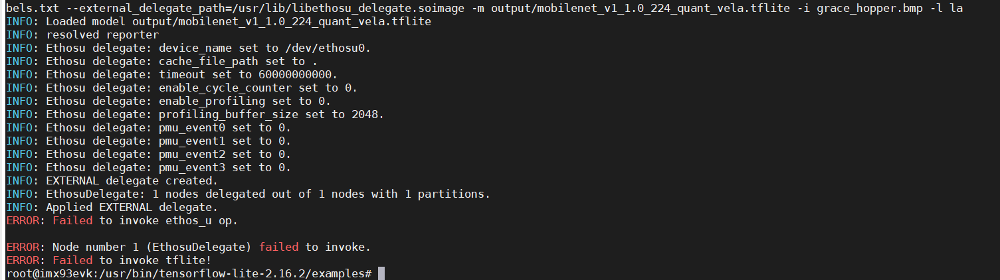 bels.txt --external_delegate_path=/usr/lib/libethosu_delegate.soimage -m output/mobilenet_v1_1.0_224_quant_vela.tflite -i grace_hopper.bmp -l la
INFO: Loaded model output/mobilenet_v1_1.0_224_quant_vela.tflite
INFO: resolved reporter
INFO: Ethosu delegate: device_name set to /dev/ethosu0.
INFO: Ethosu delegate: cache_file_path set to .
INFO: Ethosu delegate: timeout set to 60000000000.
INFO: Ethosu delegate: enable_cycle_counter set to 0.
INFO: Ethosu delegate: enable_profiling set to 0.
INFO: Ethosu delegate: profiling_buffer_size set to 2048.
INFO: Ethosu delegate: pmu_event0 set to 0.
INFO: Ethosu delegate: pmu_event1 set to 0.
INFO: Ethosu delegate: pmu_event2 set to 0.
INFO: Ethosu delegate: pmu_event3 set to 0.
INFO: EXTERNAL delegate created.
INFO: EthosuDelegate: 1 nodes delegated out of 1 nodes with 1 partitions.
INFO: Applied EXTERNAL delegate.
ERROR: Failed to invoke ethos_u op.
ERROR: Node number 1 (EthosuDelegate) failed to invoke.
ERROR: Failed to invoke tflite!
root@imx93evk:/usr/bin/tensorflow-lite-2.16.2/examples#